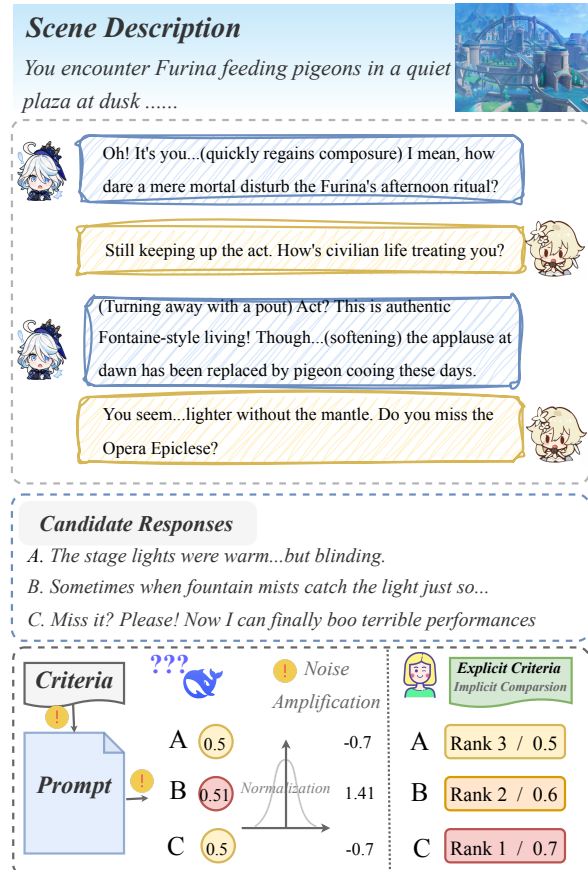 Scene Description
You encounter Furina feeding pigeons in a quiet
plaza at dusk ......
Oh! It's you...(quickly regains composure) I mean, how
dare a mere mortal disturb the Furina's afternoon ritual?
Still keeping up the act. How's civilian life treating you?
(Turning away with a pout) Act? This is authentic
Fontaine-style living! Though...(softening) the applause at
dawn has been replaced by pigeon cooing these days.
You seem...lighter without the mantle. Do you miss the
Opera Epiclese?
Candidate Responses
A. The stage lights were warm...but blinding.
B. Sometimes when fountain mists catch the light just so...
C. Miss it? Please! Now I can finally boo terrible performances
Criteria
!
Prompt
!
???
! Noise
Amplification
A 0.5 -0.7
B 0.51 Normalization 1.41
C 0.5 -0.7
Explicit Criteria
Implicit Comparsion
A Rank 3 / 0.5
B Rank 2 / 0.6
C Rank 1 / 0.7